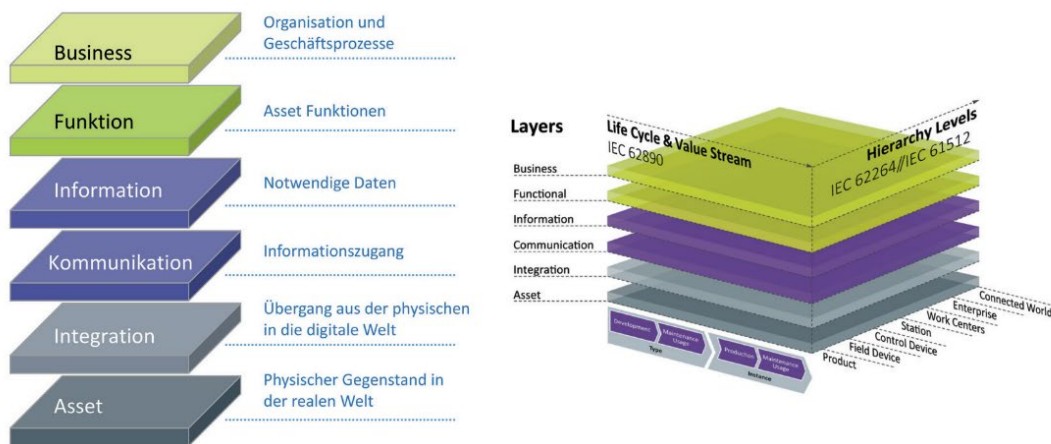 Business
Organisation und
Geschäftsprozesse
Funktion
Asset Funktionen
Information
Notwendige Daten
Kommunikation
Informationszugang
Integration
Übergang aus der physischen
in die digitale Welt
Asset
Physischer Gegenstand in
der realen Welt
Layers
Life Cycle & Value Stream
IEC 62890
Hierarchy Levels
IEC 62264//IEC 61512
Business
Functional
Information
Communication
Integration
Asset
Development
Maintenance
Usage
Type
Production
Maintenance
Usage
Instance
Connected World
Enterprise
Work Centers
Station
Control Device
Field Device
Product